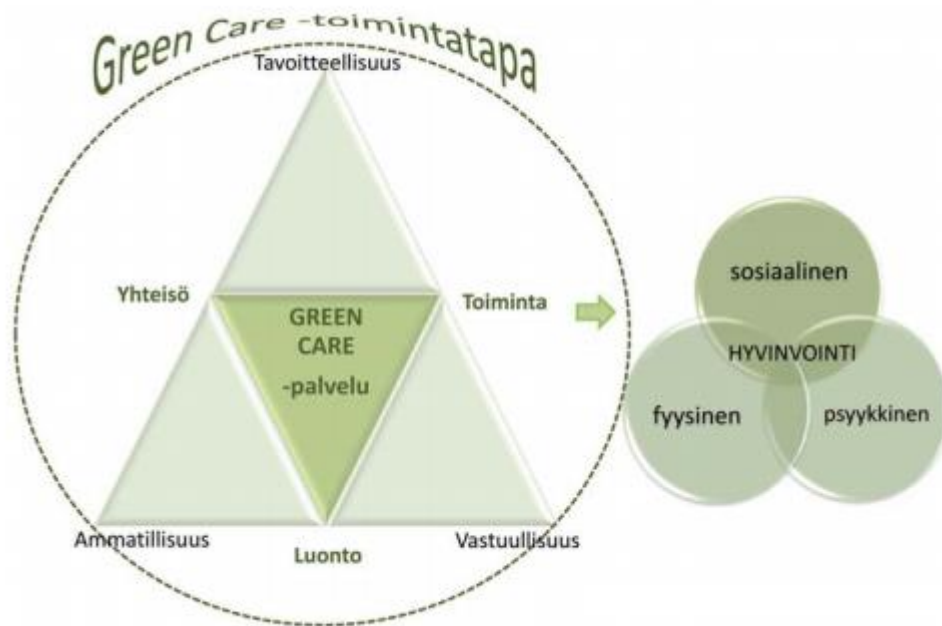 Green Care -toimintatapa
Tavoitteellisuus
Yhteisö
Toiminta
GREEN
CARE
-palvelu
Ammatillisuus
Luonto
Vastuullisuus
sosiaalinen
HYVINVOINTI
fyysinen
psyykkinen